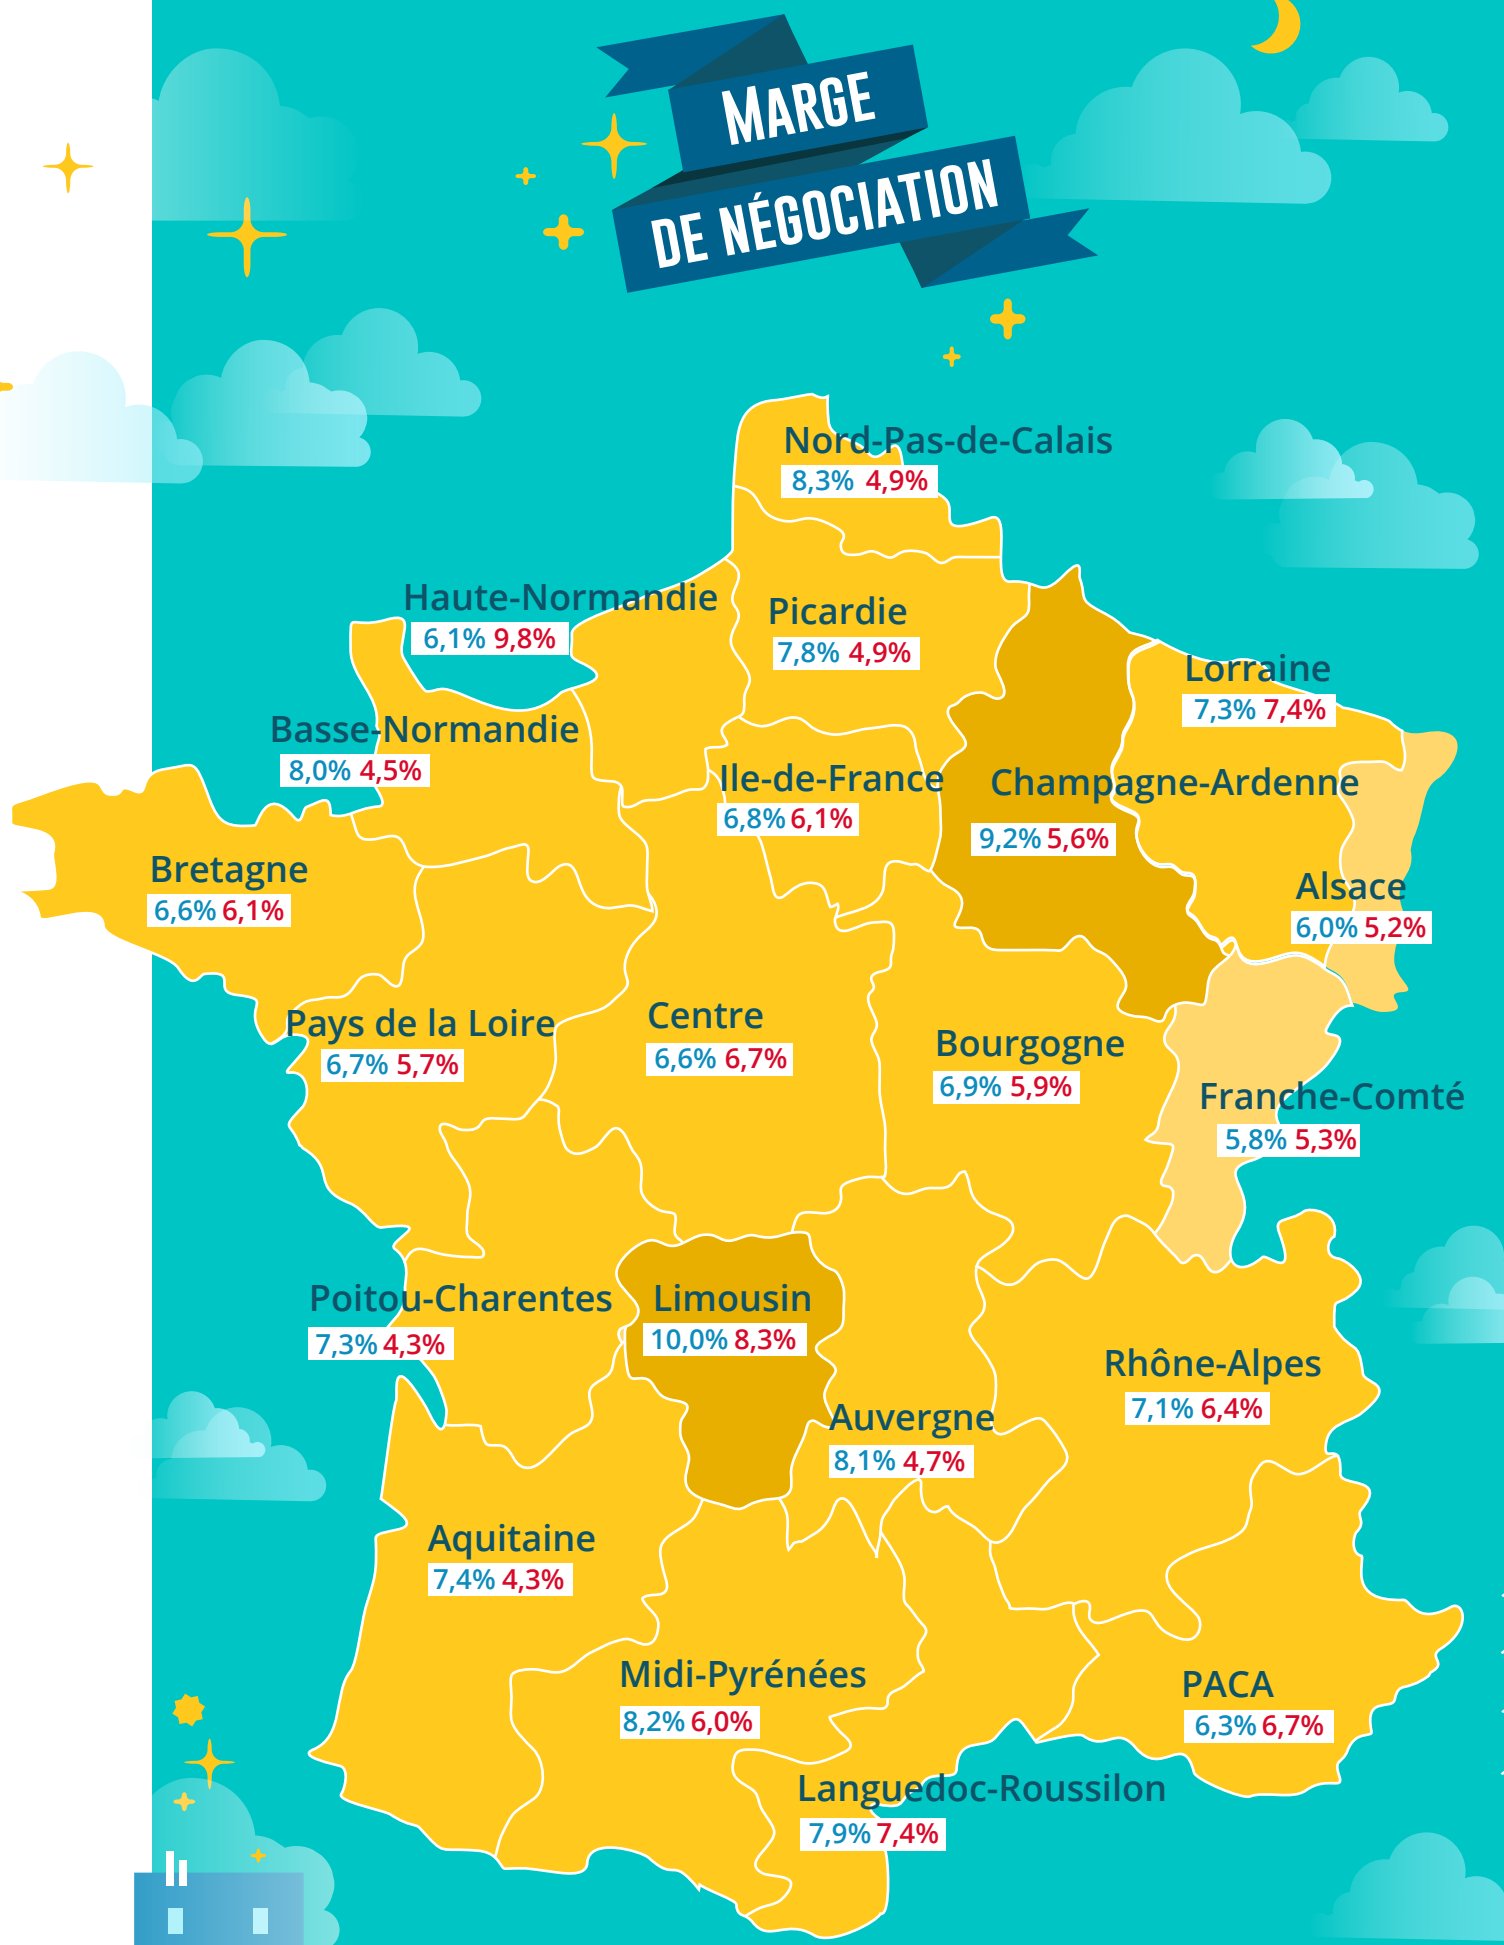 MARGE
DE NÉGOCIATION
Nord-Pas-de-Calais
8,3% 4,9%
Haute-Normandie
6,1% 9,8%
Picardie
7,8% 4,9%
Lorraine
7,3% 7,4%
Basse-Normandie
8,0% 4,5%
Ile-de-France
6,8% 6,1%
Champagne-Ardenne
9,2% 5,6%
Bretagne
6,6% 6,1%
Alsace
6,0% 5,2%
Pays de la Loire
6,7% 5,7%
Centre
6,6% 6,7%
Bourgogne
6,9% 5,9%
Franche-Comté
5,8% 5,3%
Poitou-Charentes
7,3% 4,3%
Limousin
10,0% 8,3%
Rhône-Alpes
7,1% 6,4%
Auvergne
8,1% 4,7%
Aquitaine
7,4% 4,3%
Midi-Pyrénées
8,2% 6,0%
PACA
6,3% 6,7%
Languedoc-Roussilon
7,9% 7,4%